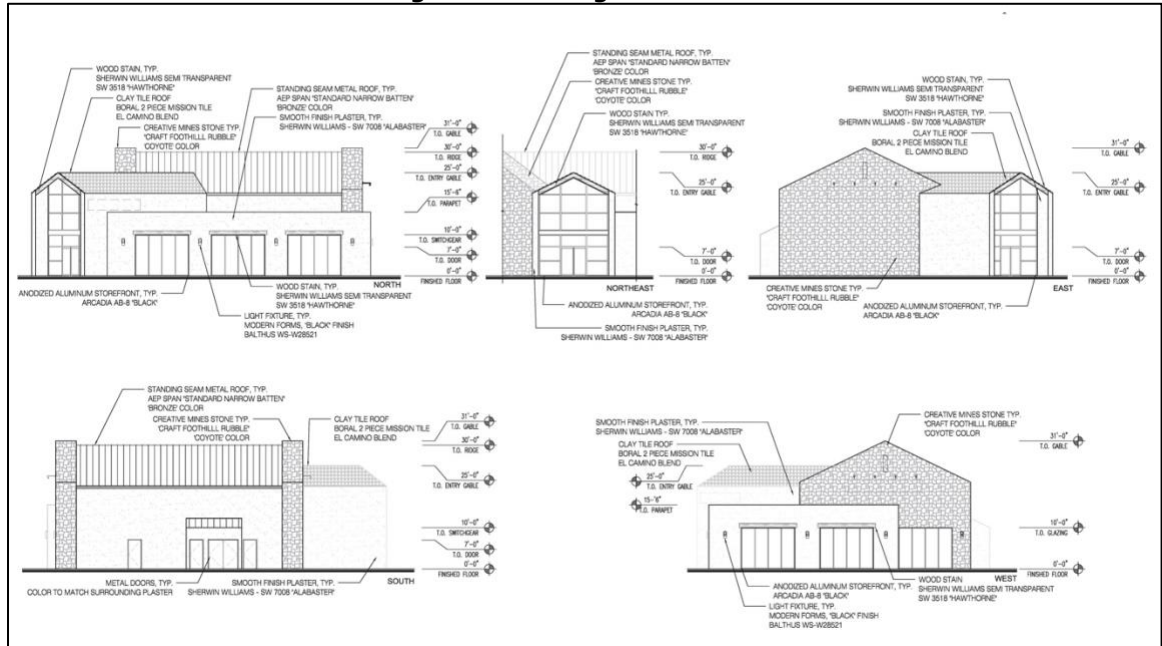 WOOD STAIN, TYP.
SHERWIN WILLIAMS SEMI TRANSPARENT
SW 3518 "HAWTHORNE"
CLAY TILE ROOF
BORAL 2 PIECE MISSION TILE
EL CAMINO BLEND
CREATIVE MINES STONE TYP.
"CRAFT FOOTHILLL RUBBLE"
"COYOTE" COLOR
STANDING SEAM METAL ROOF, TYP.
AEP SPAN "STANDARD NARROW BATTEN"
'BRONZE' COLOR
SMOOTH FINISH PLASTER, TYP.
SHERWIN WILLIAMS - SW 7008 "ALABASTER"
31'-0"
T.O. GABLE
30'-0"
T.O. RIDGE
25'-0"
T.O. ENTRY GABLE
15'-6"
T.O. PARAPET
10'-0"
T.O. SWITCHGEAR
7'-0"
T.O. DOOR
0'-0"
FINISHED FLOOR
NORTH
ANODIZED ALUMINUM STOREFRONT, TYP.
ARCADIA AB-8 "BLACK"
WOOD STAIN, TYP.
SHERWIN WILLIAMS SEMI TRANSPARENT
SW 3518 "HAWTHORNE"
LIGHT FIXTURE, TYP.
MODERN FORMS, "BLACK" FINISH
BALTHUS WS-W28521
STANDING SEAM METAL ROOF, TYP.
AEP SPAN "STANDARD NARROW BATTEN"
'BRONZE' COLOR
CREATIVE MINES STONE TYP.
"CRAFT FOOTHILLL RUBBLE"
"COYOTE" COLOR
WOOD STAIN, TYP.
SHERWIN WILLIAMS SEMI TRANSPARENT
SW 3518 "HAWTHORNE"
30'-0"
T.O. RIDGE
25'-0"
T.O. ENTRY GABLE
7'-0"
T.O. DOOR
0'-0"
FINISHED FLOOR
NORTHEAST
ANODIZED ALUMINUM STOREFRONT, TYP.
ARCADIA AB-8 "BLACK"
SMOOTH FINISH PLASTER, TYP.
SHERWIN WILLIAMS - SW 7008 "ALABASTER"
WOOD STAIN, TYP.
SHERWIN WILLIAMS SEMI TRANSPARENT
SW 3518 "HAWTHORNE"
SMOOTH FINISH PLASTER, TYP.
SHERWIN WILLIAMS - SW 7008 "ALABASTER"
CLAY TILE ROOF
BORAL 2 PIECE MISSION TILE
EL CAMINO BLEND
31'-0"
T.O. GABLE
25'-0"
T.O. ENTRY GABLE
7'-0"
T.O. DOOR
0'-0"
FINISHED FLOOR
EAST
CREATIVE MINES STONE TYP.
"CRAFT FOOTHILLL RUBBLE"
"COYOTE" COLOR
ANODIZED ALUMINUM STOREFRONT, TYP.
ARCADIA AB-8 "BLACK"
STANDING SEAM METAL ROOF, TYP.
AEP SPAN "STANDARD NARROW BATTEN"
'BRONZE' COLOR
CREATIVE MINES STONE TYP.
"CRAFT FOOTHILLL RUBBLE"
"COYOTE" COLOR
CLAY TILE ROOF
BORAL 2 PIECE MISSION TILE
EL CAMINO BLEND
31'-0"
T.O. GABLE
30'-0"
T.O. RIDGE
25'-0"
T.O. ENTRY GABLE
10'-0"
T.O. SWITCHGEAR
7'-0"
T.O. DOOR
0'-0"
FINISHED FLOOR
SOUTH
METAL DOORS, TYP.
COLOR TO MATCH SURROUNDING PLASTER
SMOOTH FINISH PLASTER, TYP.
SHERWIN WILLIAMS - SW 7008 "ALABASTER"
SMOOTH FINISH PLASTER, TYP.
SHERWIN WILLIAMS - SW 7008 "ALABASTER"
CLAY TILE ROOF
BORAL 2 PIECE MISSION TILE
EL CAMINO BLEND
25'-0"
T.O. ENTRY GABLE
15'-6"
T.O. PARAPET
CREATIVE MINES STONE TYP.
"CRAFT FOOTHILLL RUBBLE"
"COYOTE" COLOR
31'-0"
T.O. GABLE
10'-0"
T.O. GLAZING
0'-0"
FINISHED FLOOR
WEST
ANODIZED ALUMINUM STOREFRONT, TYP.
ARCADIA AB-8 "BLACK"
LIGHT FIXTURE, TYP.
MODERN FORMS, "BLACK" FINISH
BALTHUS WS-W28521
WOOD STAIN
SHERWIN WILLIAMS SEMI TRANSPARENT
SW 3518 "HAWTHORNE"